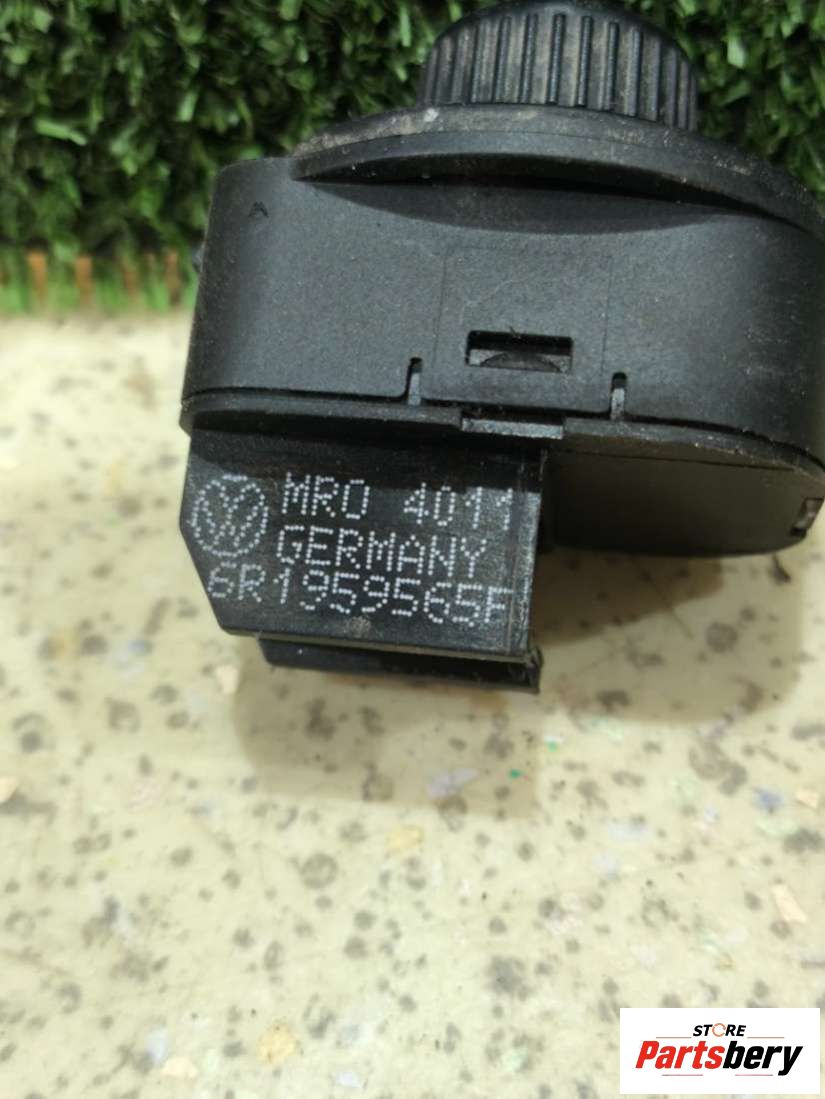 MRO 4011
GERMANY
6R1959565F
STORE
Partsbery